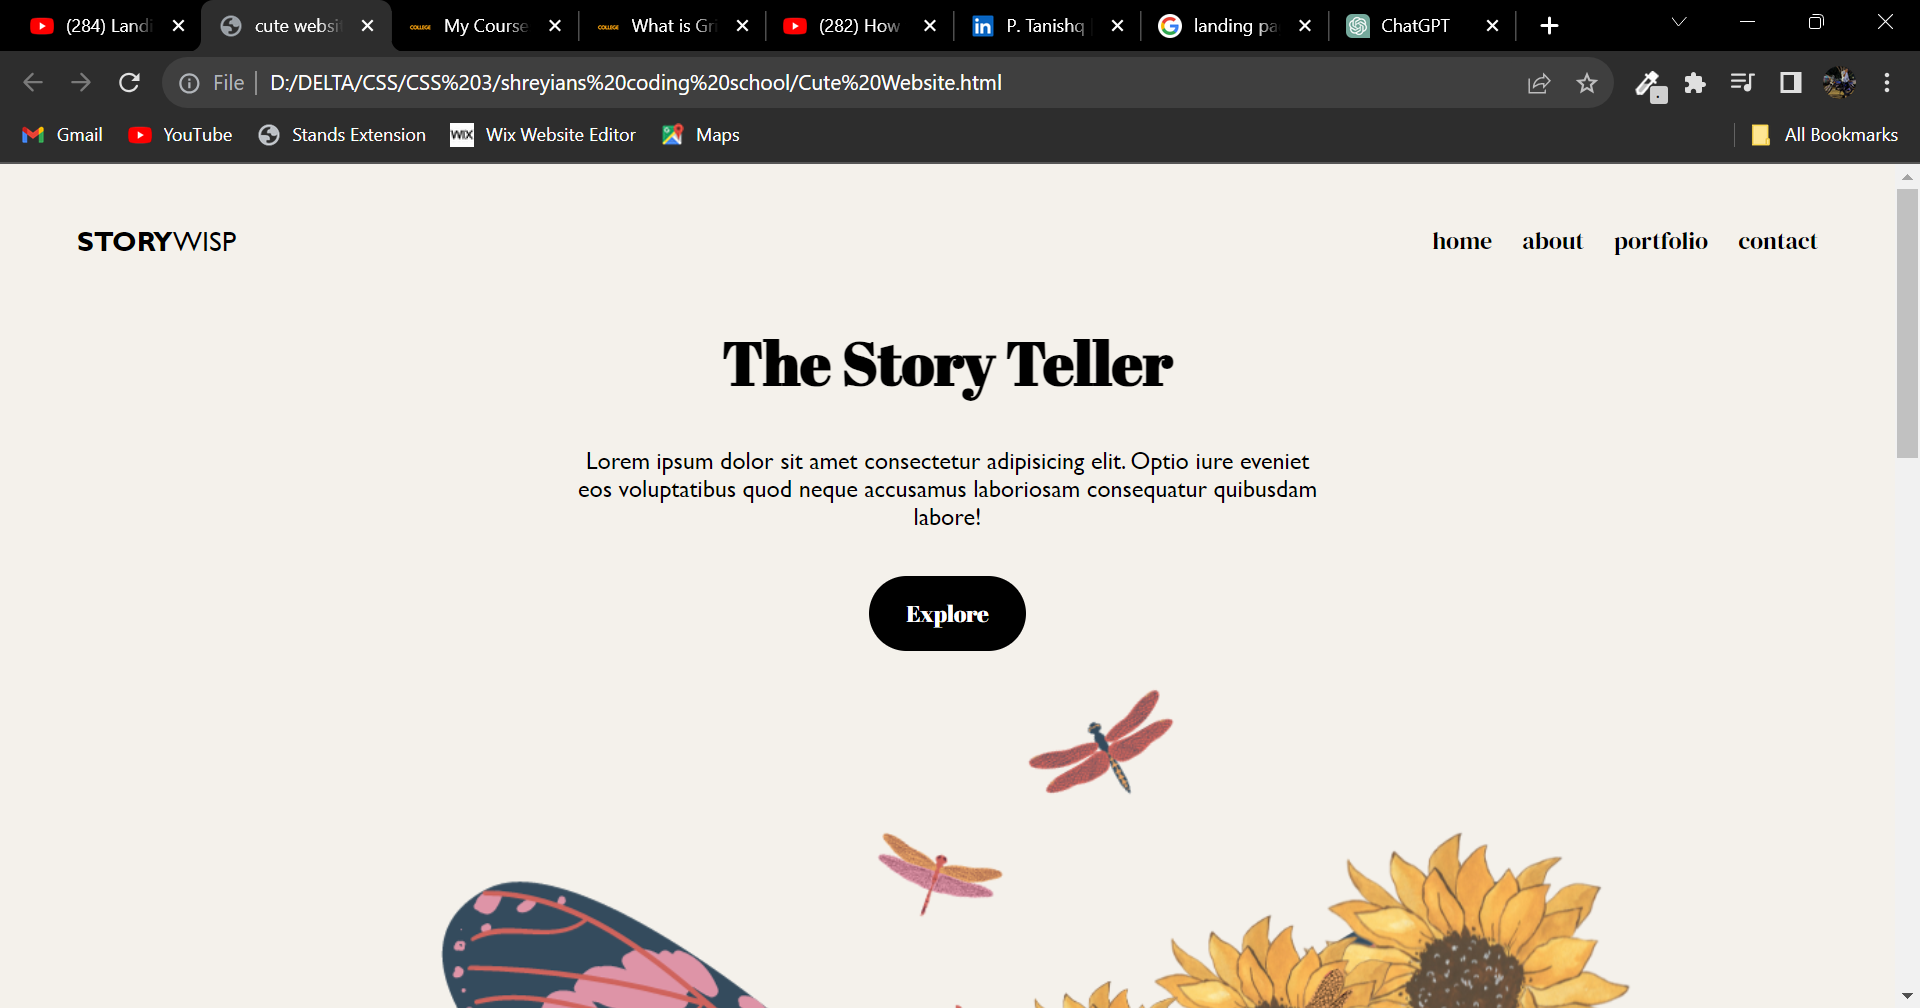 (284) Landi
cute websi
My Course
What is Gri
(282) How
P. Tanishq
landing pa
ChatGPT
File
D:/DELTA/CSS/CSS%203/shreyians%20coding%20school/Cute%20Website.html
Gmail
YouTube
Stands Extension
WIX
Wix Website Editor
Maps
All Bookmarks
STORYWISP
home about portfolio contact
The Story Teller
Lorem ipsum dolor sit amet consectetur adipisicing elit. Optio iure eveniet
eos voluptatibus quod neque accusamus laboriosam consequatur quibusdam
labore!
Explore